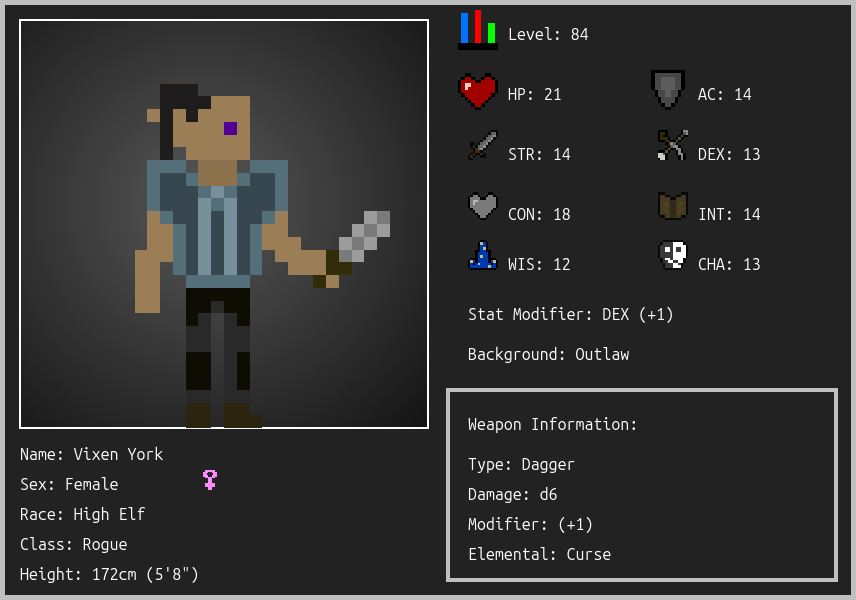 Level: 84
HP: 21
AC: 14
STR: 14
DEX: 13
CON: 18
INT: 14
WIS: 12
CHA: 13
Stat Modifier: DEX (+1)
Background: Outlaw
Weapon Information:
Type: Dagger
Damage: d6
Modifier: (+1)
Elemental: Curse
Name: Vixen York
Sex: Female
Race: High Elf
Class: Rogue
Height: 172cm (5'8")